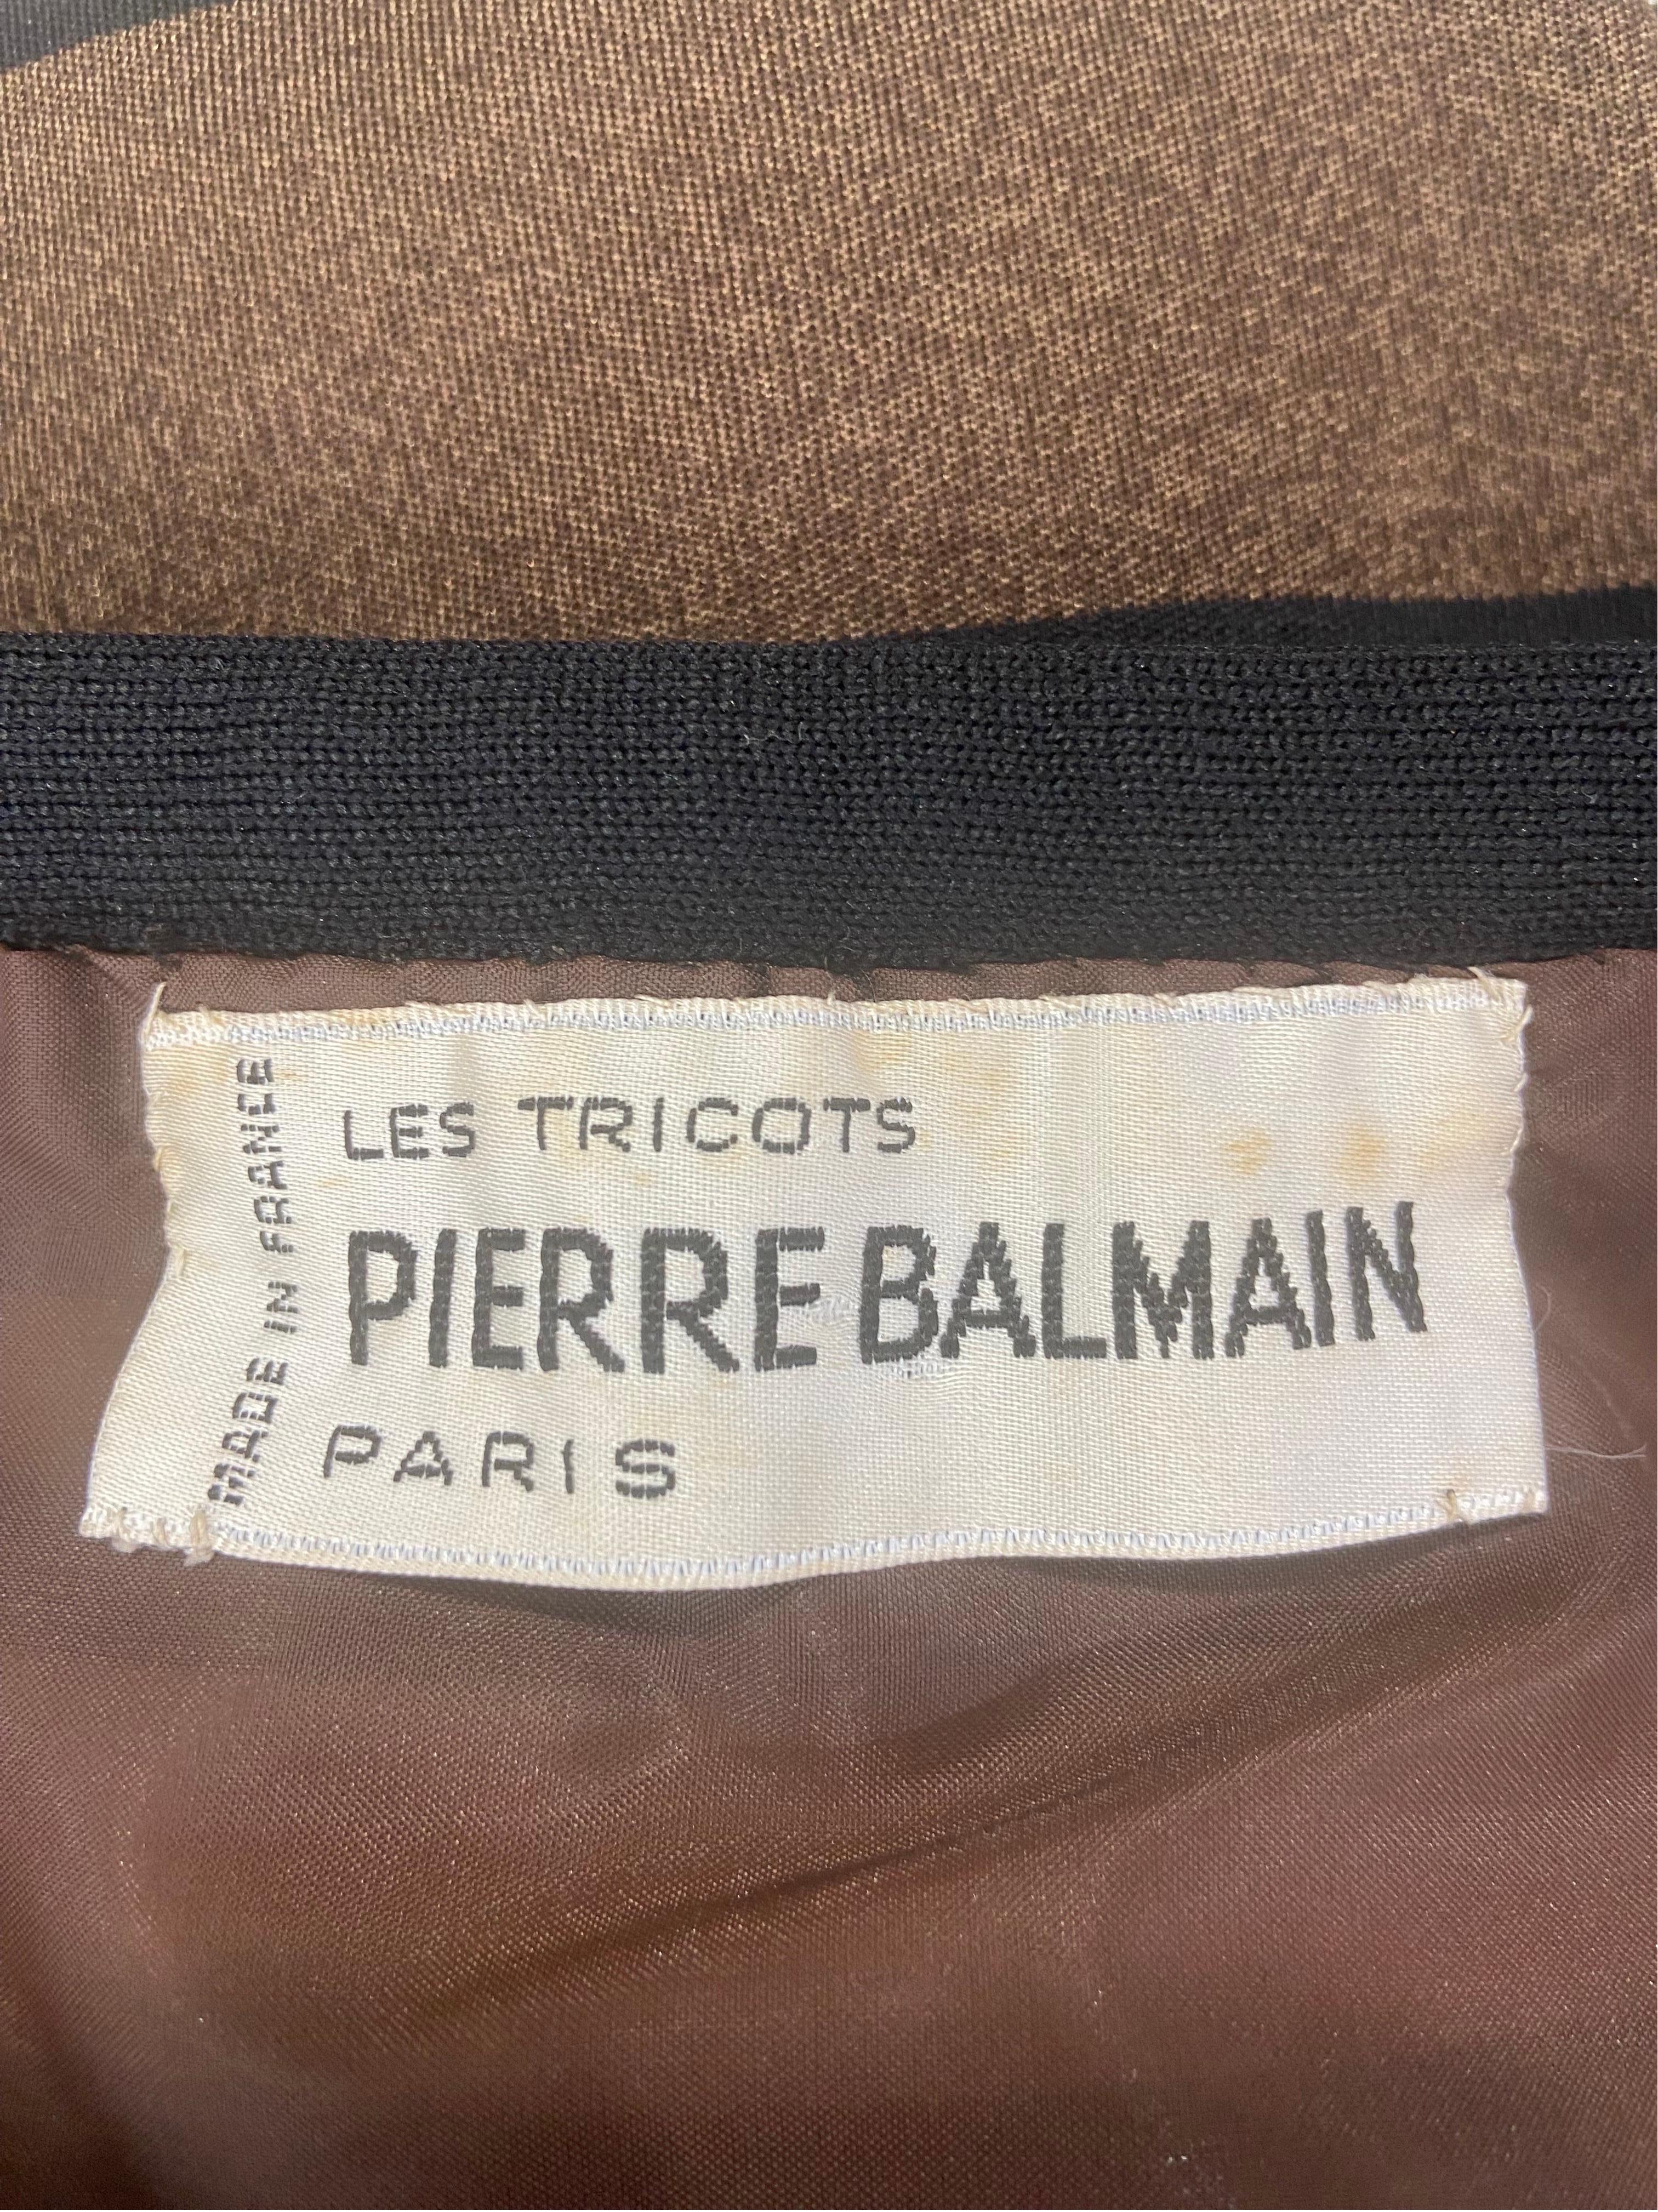 MADE IN FRANCE
LES TRICOTS
PIERRE BALMAIN
PARIS